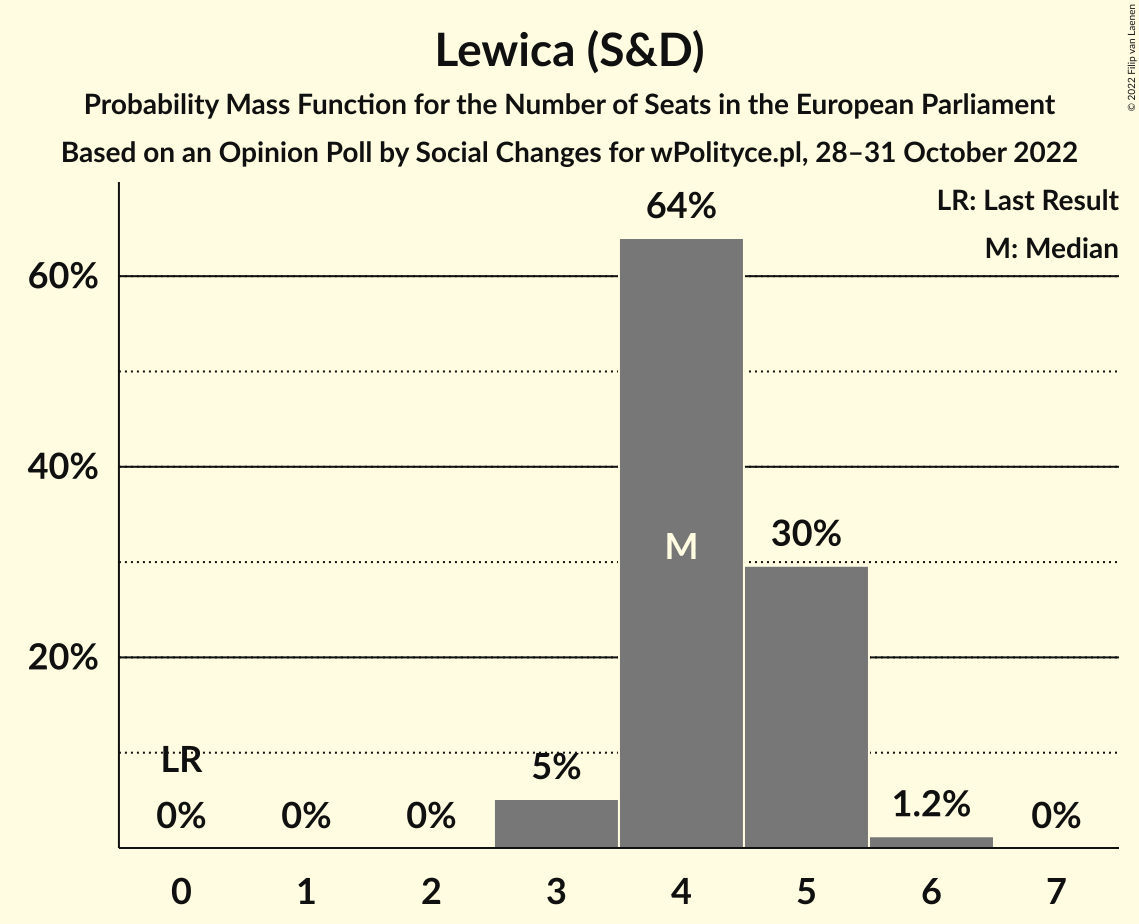 Lewica (S&D)
Probability Mass Function for the Number of Seats in the European Parliament
Based on an Opinion Poll by Social Changes for wPolityce.pl, 28–31 October 2022
© 2022 Filip van Laenen
LR: Last Result
M: Median
64%
60%
40%
M
30%
20%
LR
5%
0%
0%
0%
1.2%
0%
0
1
2
3
4
5
6
7